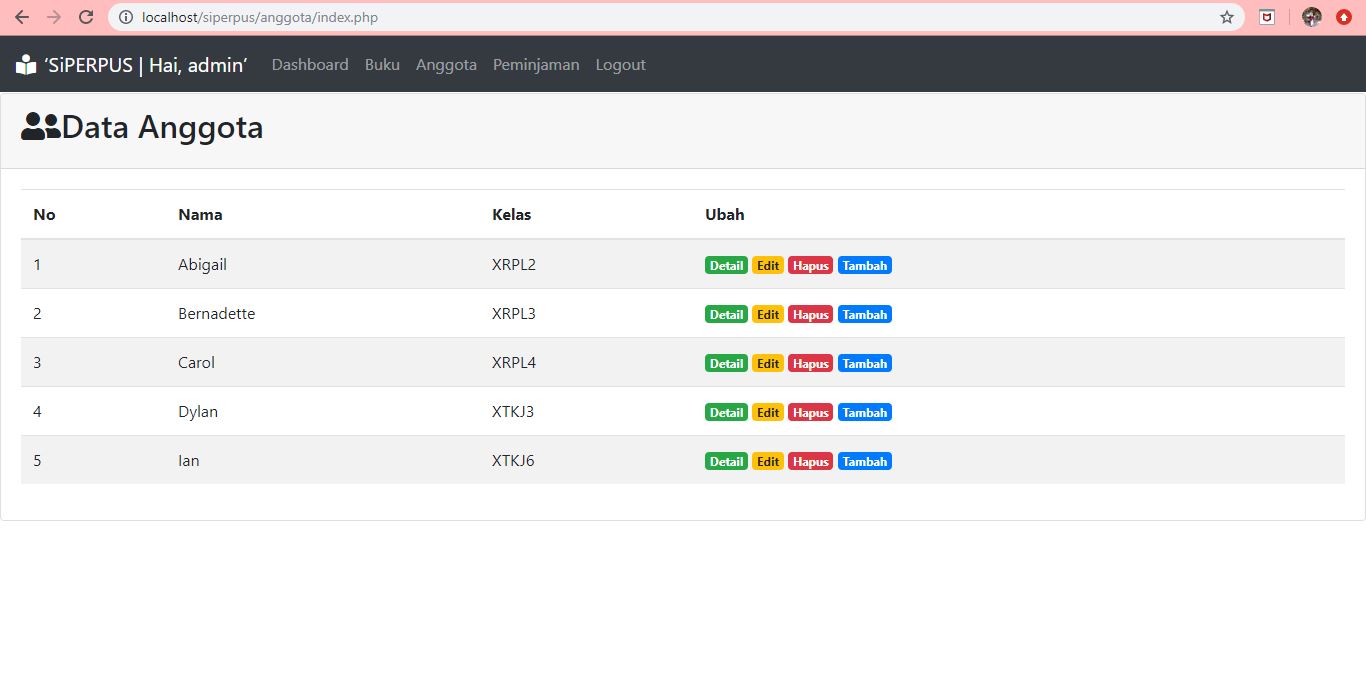 localhost/siperpus/anggota/index.php
‘SiPERPUS | Hai, admin’ Dashboard Buku Anggota Peminjaman Logout
Data Anggota
No Nama Kelas Ubah
1 Abigail XRPL2 Detail Edit Hapus Tambah
2 Bernadette XRPL3 Detail Edit Hapus Tambah
3 Carol XRPL4 Detail Edit Hapus Tambah
4 Dylan XTKJ3 Detail Edit Hapus Tambah
5 Ian XTKJ6 Detail Edit Hapus Tambah